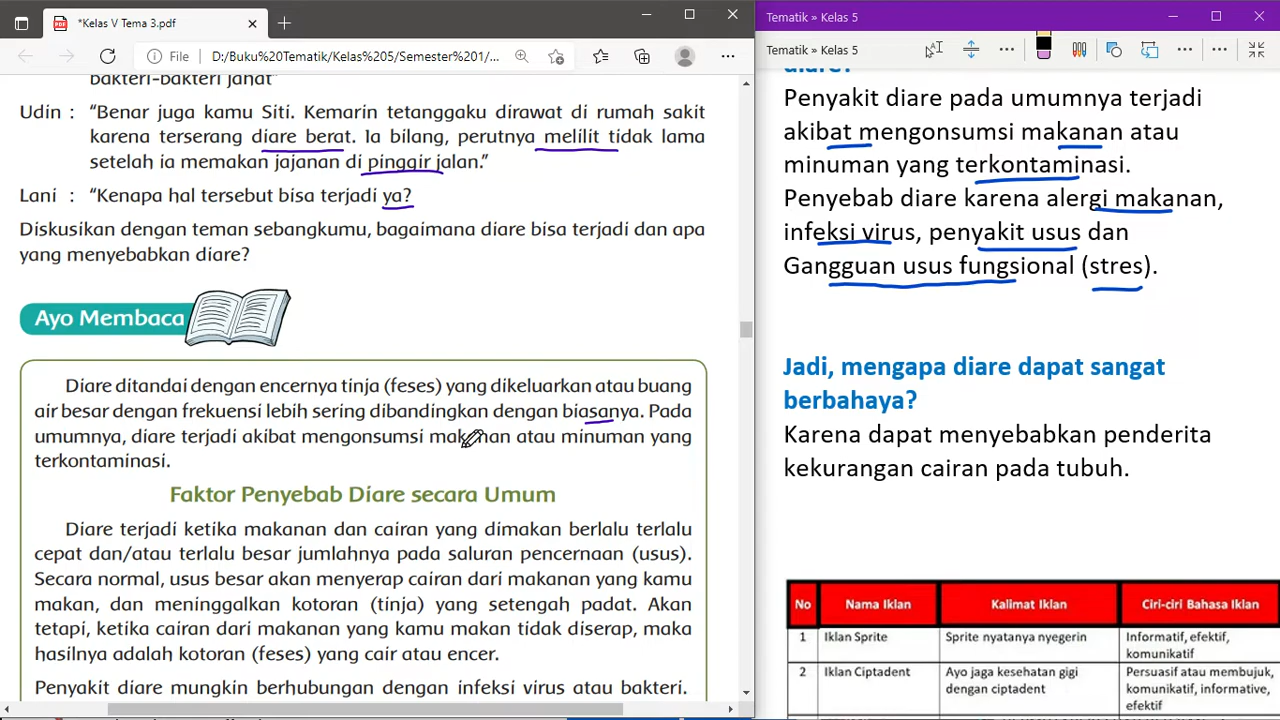 *Kelas V Tema 3.pdf
File
D:/Buku%20Tematik/Kelas%205/Semester%201/...
bakteri-bakteri jahat"
Udin : "Benar juga kamu Siti. Kemarin tetanggaku dirawat di rumah sakit
karena terserang diare berat. Ia bilang, perutnya melilit tidak lama
setelah ia memakan jajanan di pinggir jalan."
Lani : "Kenapa hal tersebut bisa terjadi ya?
Diskusikan dengan teman sebangkumu, bagaimana diare bisa terjadi dan apa
yang menyebabkan diare?
Ayo Membaca
Diare ditandai dengan encernya tinja (feses) yang dikeluarkan atau buang
air besar dengan frekuensi lebih sering dibandingkan dengan biasanya. Pada
umumnya, diare terjadi akibat mengonsumsi makanan atau minuman yang
terkontaminasi.
Faktor Penyebab Diare secara Umum
Diare terjadi ketika makanan dan cairan yang dimakan berlalu terlalu
cepat dan/atau terlalu besar jumlahnya pada saluran pencernaan (usus).
Secara normal, usus besar akan menyerap cairan dari makanan yang kamu
makan, dan meninggalkan kotoran (tinja) yang setengah padat. Akan
tetapi, ketika cairan dari makanan yang kamu makan tidak diserap, maka
hasilnya adalah kotoran (feses) yang cair atau encer.
Penyakit diare mungkin berhubungan dengan infeksi virus atau bakteri.
Tematik » Kelas 5
Tematik » Kelas 5
diare?
Penyakit diare pada umumnya terjadi
akibat mengonsumsi makanan atau
minuman yang terkontaminasi.
Penyebab diare karena alergi makanan,
infeksi virus, penyakit usus dan
Gangguan usus fungsional (stres).
Jadi, mengapa diare dapat sangat
berbahaya?
Karena dapat menyebabkan penderita
kekurangan cairan pada tubuh.
No Nama Iklan Kalimat Iklan Ciri-ciri Bahasa Iklan
1 Iklan Sprite Sprite nyatanya nyegerin Informatif, efektif,
komunikatif
2 Iklan Ciptadent Ayo jaga kesehatan gigi Persuasif atau membujuk,
dengan ciptadent komunikatif, informative,
efektif